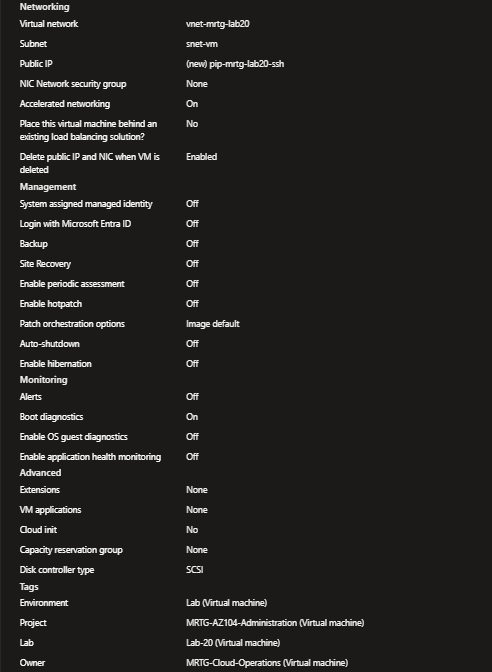 Networking
Virtual network vnet-mrtg-lab20
Subnet snet-vm
Public IP (new) pip-mrtg-lab20-ssh
NIC Network security group None
Accelerated networking On
Place this virtual machine behind an No
existing load balancing solution?
Delete public IP and NIC when VM is Enabled
deleted
Management
System assigned managed identity Off
Login with Microsoft Entra ID Off
Backup Off
Site Recovery Off
Enable periodic assessment Off
Enable hotpatch Off
Patch orchestration options Image default
Auto-shutdown Off
Enable hibernation Off
Monitoring
Alerts Off
Boot diagnostics On
Enable OS guest diagnostics Off
Enable application health monitoring Off
Advanced
Extensions None
VM applications None
Cloud init No
Capacity reservation group None
Disk controller type SCSI
Tags
Environment Lab (Virtual machine)
Project MRTG-AZ104-Administration (Virtual machine)
Lab Lab-20 (Virtual machine)
Owner MRTG-Cloud-Operations (Virtual machine)